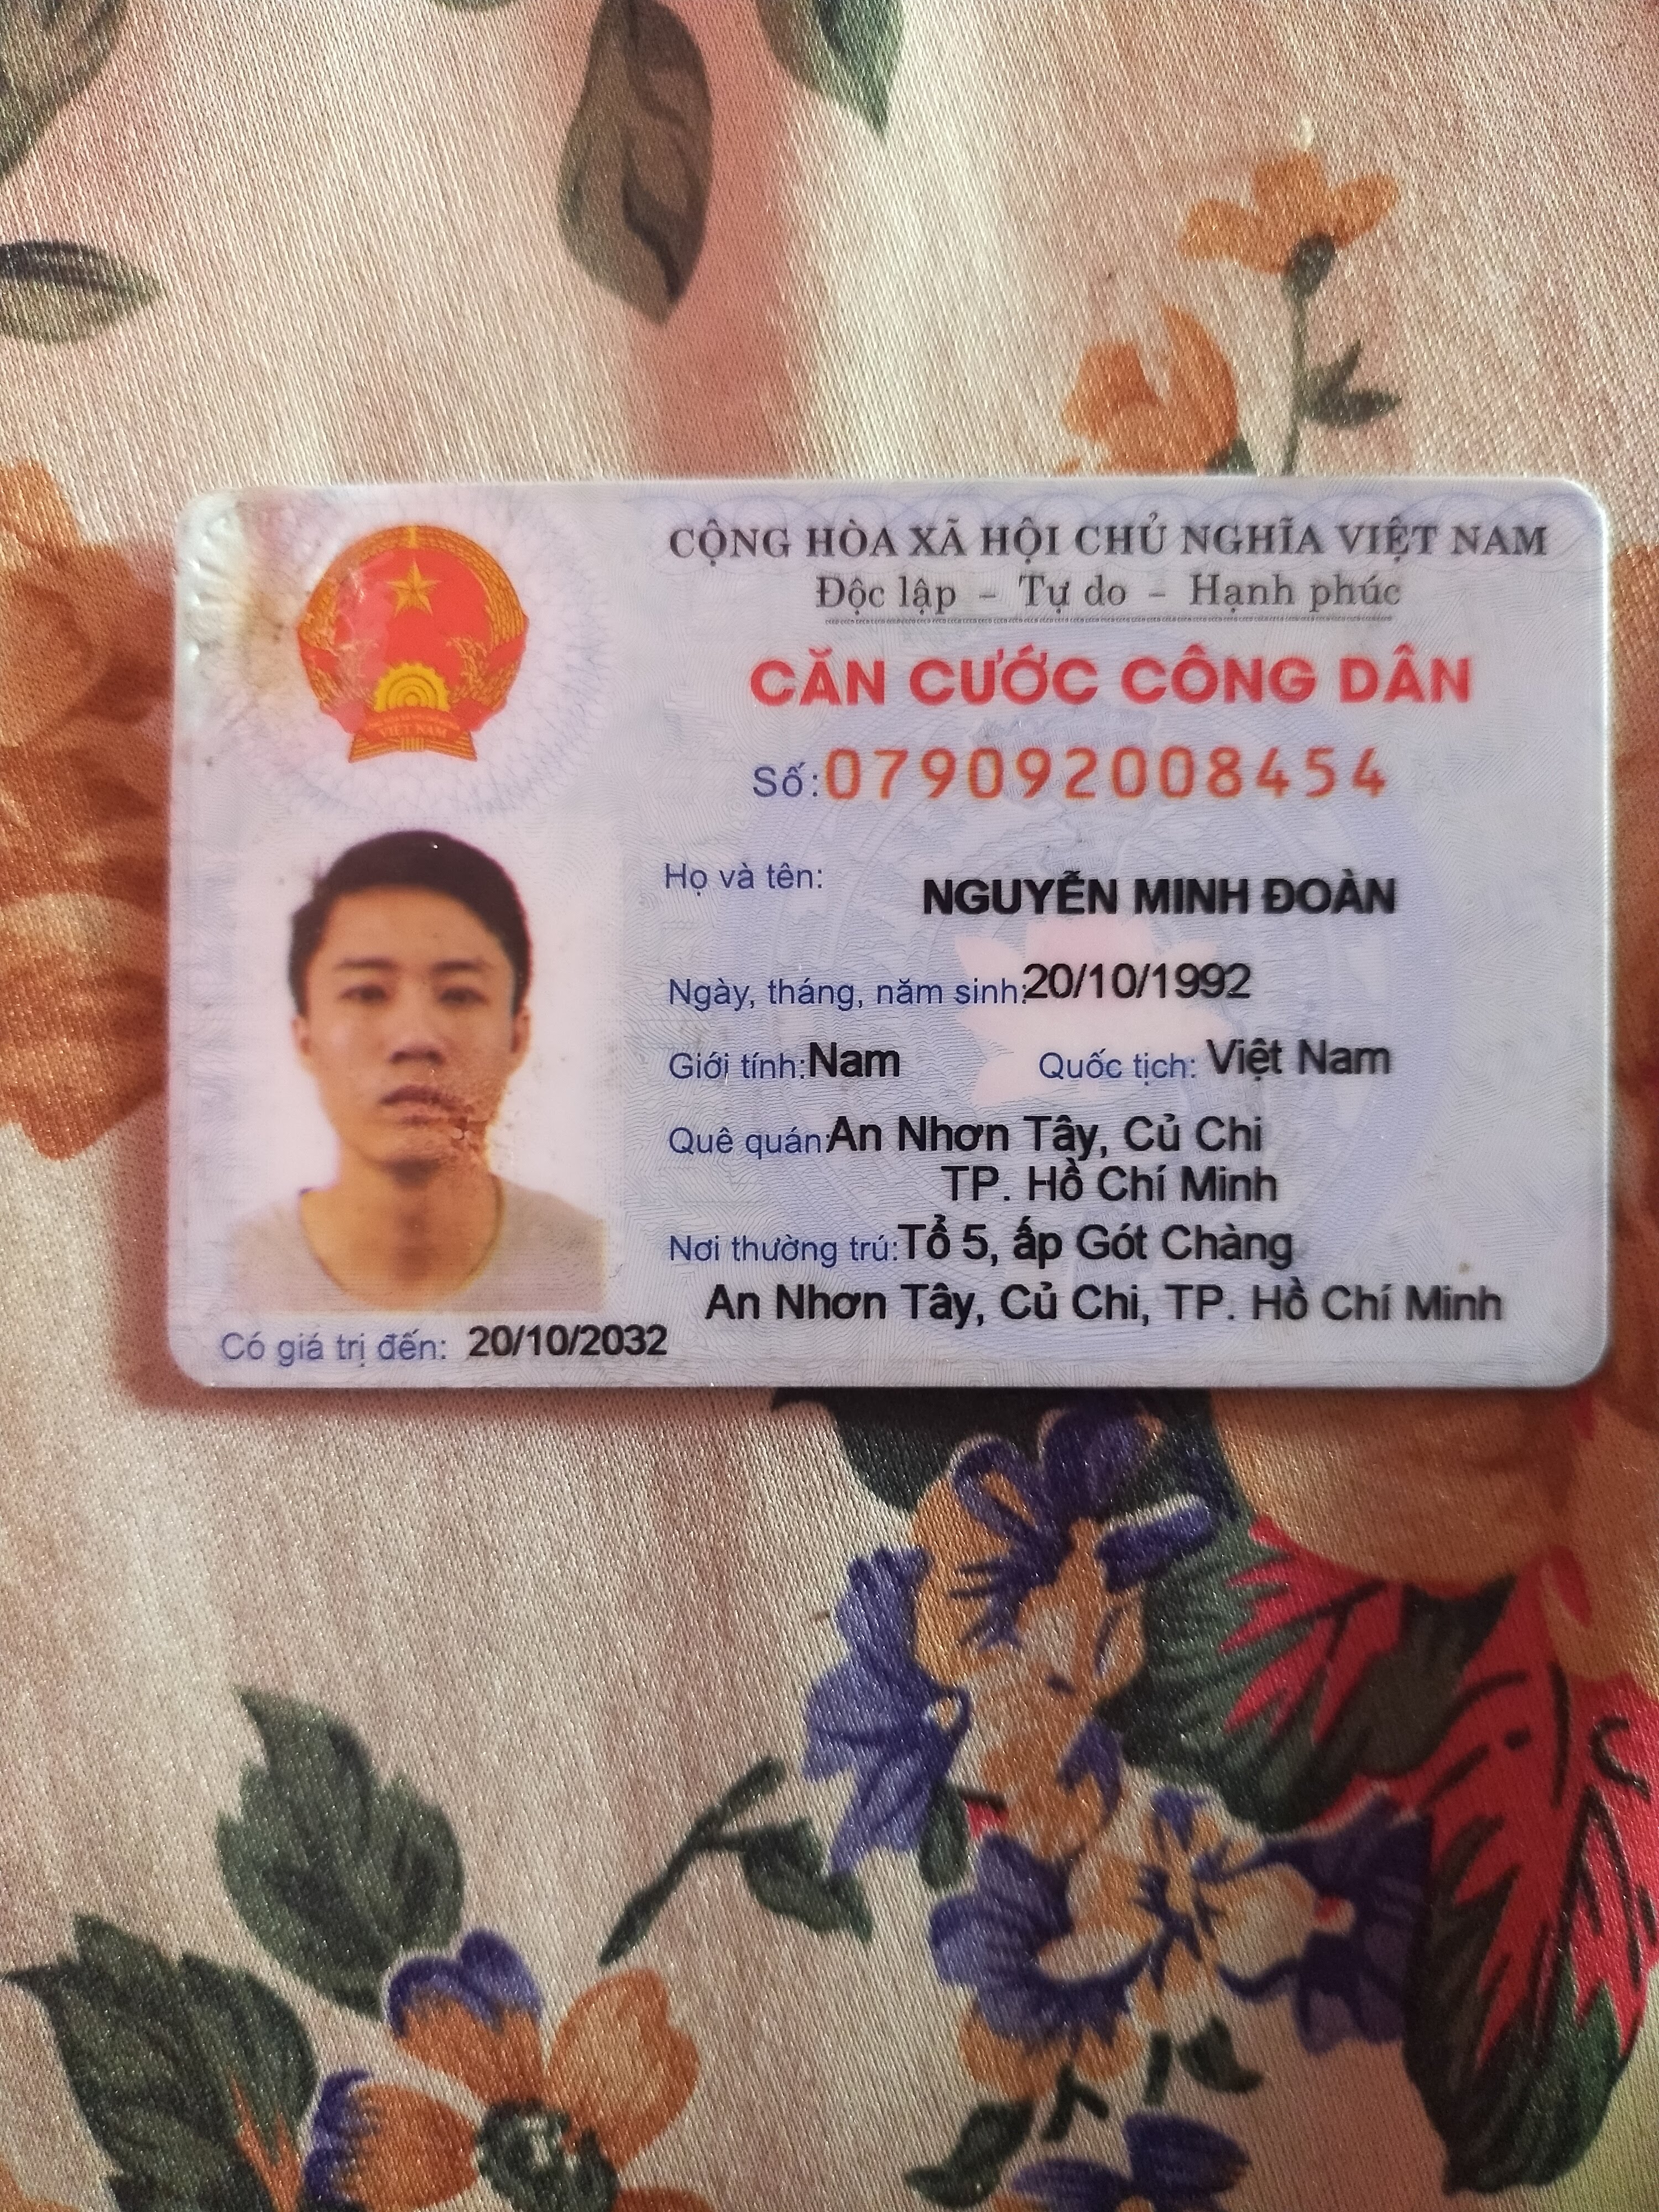 CỘNG HÒA XÃ HỘI CHỦ NGHĨA VIỆT NAM
Độc lập - Tự do - Hạnh phúc
CĂN CƯỚC CÔNG DÂN
Số: 079092008454
Họ và tên: NGUYỄN MINH ĐOÀN
Ngày, tháng, năm sinh: 20/10/1992
Giới tính: Nam Quốc tịch: Việt Nam
Quê quán: An Nhơn Tây, Củ Chi
TP. Hồ Chí Minh
Nơi thường trú: Tổ 5, ấp Gót Chàng
An Nhơn Tây, Củ Chi, TP. Hồ Chí Minh
Có giá trị đến: 20/10/2032
VIỆT NAM